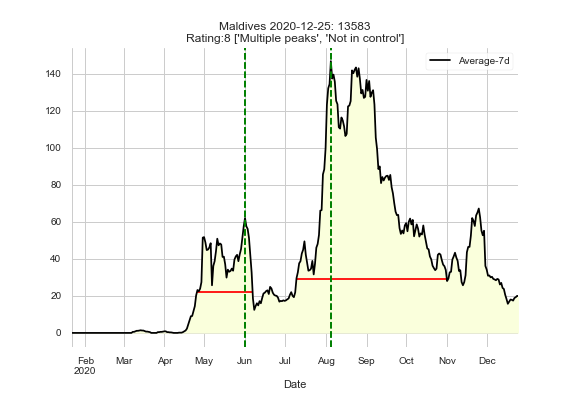 Maldives 2020-12-25: 13583
Rating:8 ['Multiple peaks', 'Not in control']
Average-7d
140
120
100
80
60
40
20
0
Feb Mar Apr May Jun Jul Aug Sep Oct Nov Dec
2020
Date